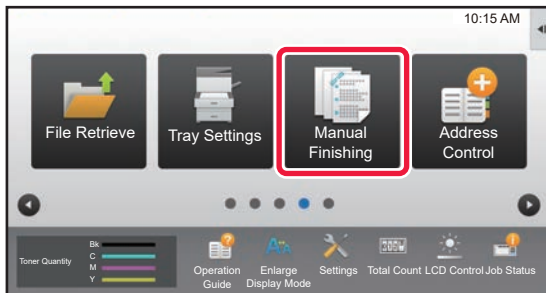 10:15 AM
File Retrieve
Tray Settings
Manual
Finishing
Address
Control
Toner Quantity
Bk
C
M
Y
Operation
Guide
Enlarge
Display Mode
Settings
Total Count
LCD Control
Job Status